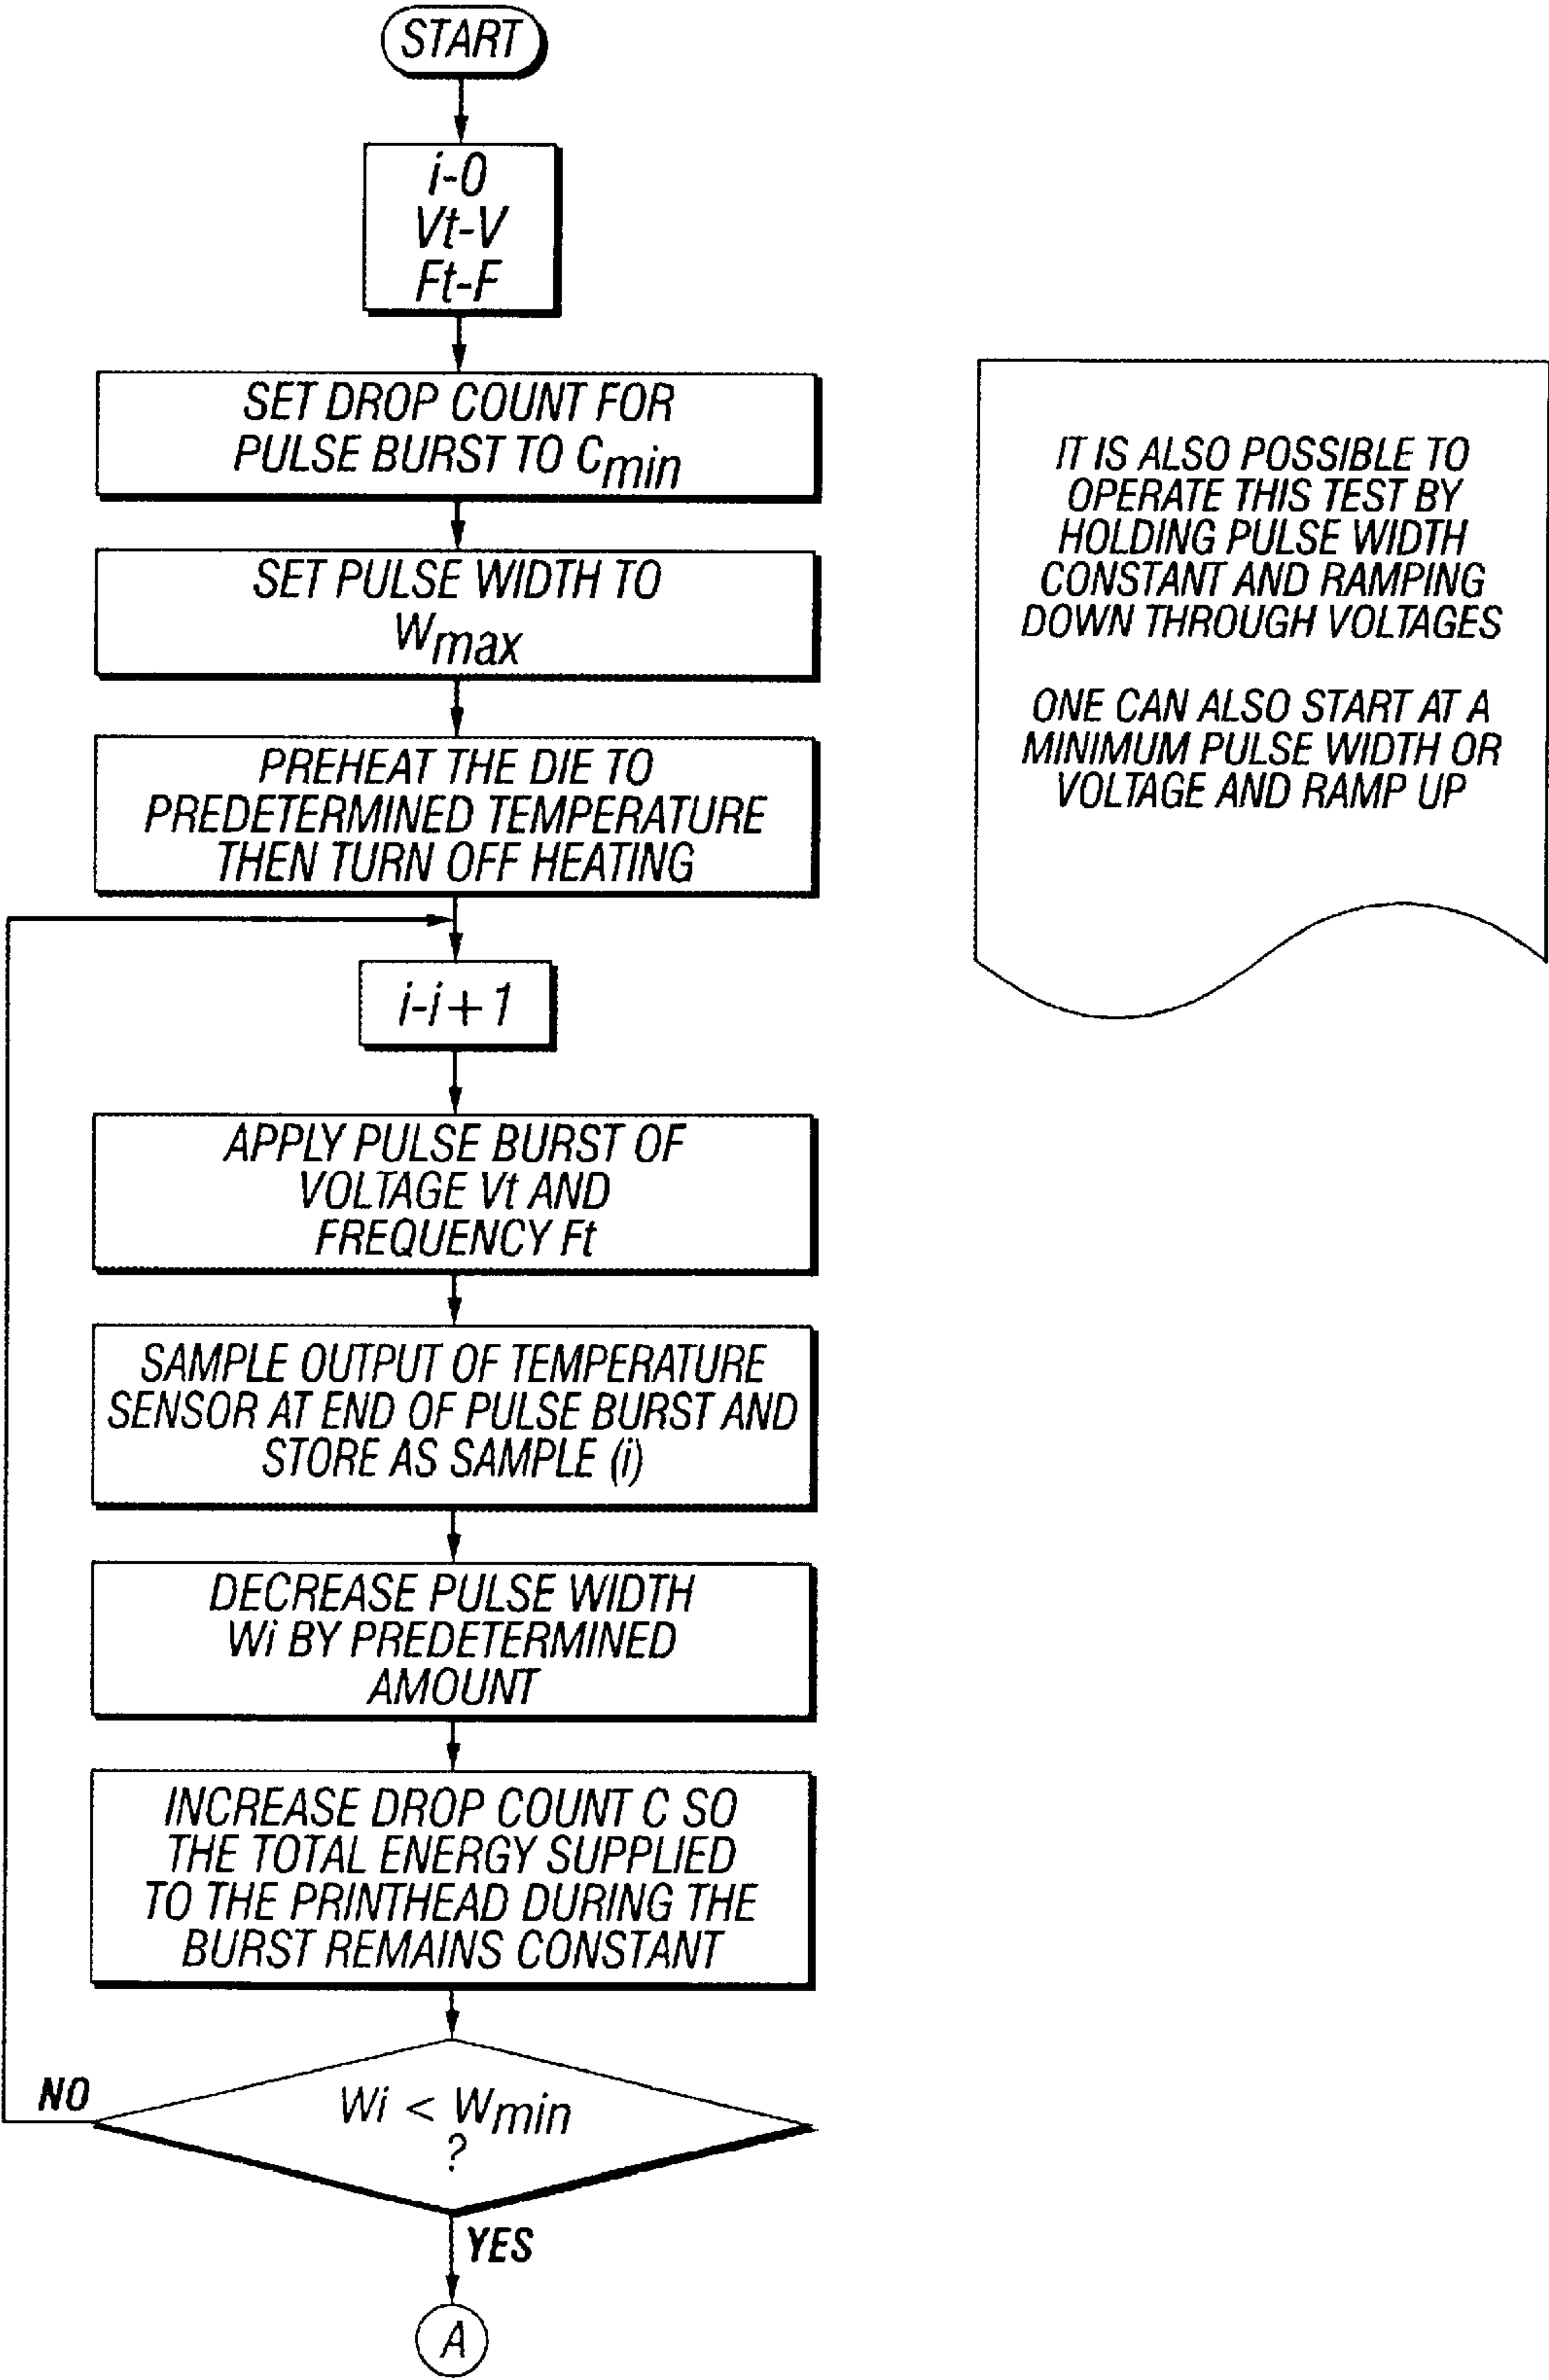 START
i-0
Vt-V
Ft-F
SET DROP COUNT FOR
PULSE BURST TO Cmin
SET PULSE WIDTH TO
Wmax
PREHEAT THE DIE TO
PREDETERMINED TEMPERATURE
THEN TURN OFF HEATING
i-i+1
APPLY PULSE BURST OF
VOLTAGE Vt AND
FREQUENCY Ft
SAMPLE OUTPUT OF TEMPERATURE
SENSOR AT END OF PULSE BURST AND
STORE AS SAMPLE (i)
DECREASE PULSE WIDTH
Wi BY PREDETERMINED
AMOUNT
INCREASE DROP COUNT C SO
THE TOTAL ENERGY SUPPLIED
TO THE PRINTHEAD DURING THE
BURST REMAINS CONSTANT
NO
Wi < Wmin
?
YES
A
IT IS ALSO POSSIBLE TO
OPERATE THIS TEST BY
HOLDING PULSE WIDTH
CONSTANT AND RAMPING
DOWN THROUGH VOLTAGES
ONE CAN ALSO START AT A
MINIMUM PULSE WIDTH OR
VOLTAGE AND RAMP UP